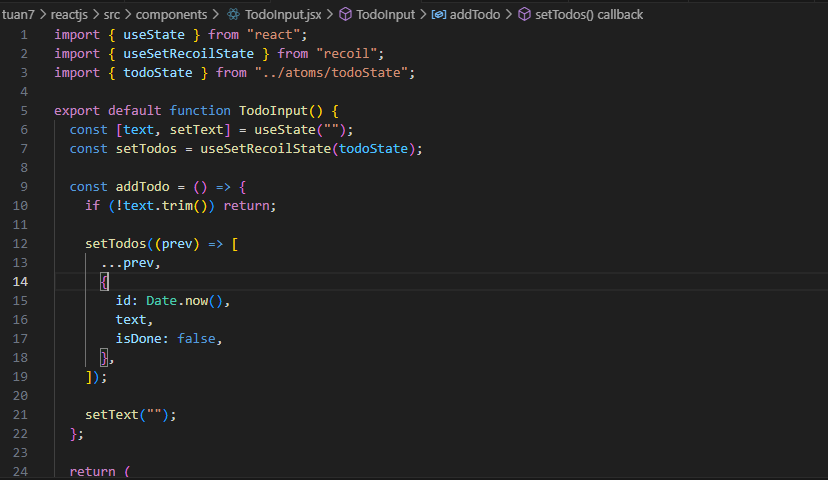 tuan7 > reactjs > src > components > TodoInput.jsx > TodoInput > addTodo > setTodos() callback
1 import { useState } from "react";
2 import { useSetRecoilState } from "recoil";
3 import { todoState } from "../atoms/todoState";
4
5 export default function TodoInput() {
6   const [text, setText] = useState("");
7   const setTodos = useSetRecoilState(todoState);
8
9   const addTodo = () => {
10     if (!text.trim()) return;
11
12     setTodos((prev) => [
13       ...prev,
14       {
15         id: Date.now(),
16         text,
17         isDone: false,
18       },
19     ]);
20
21     setText("");
22   };
23
24   return (